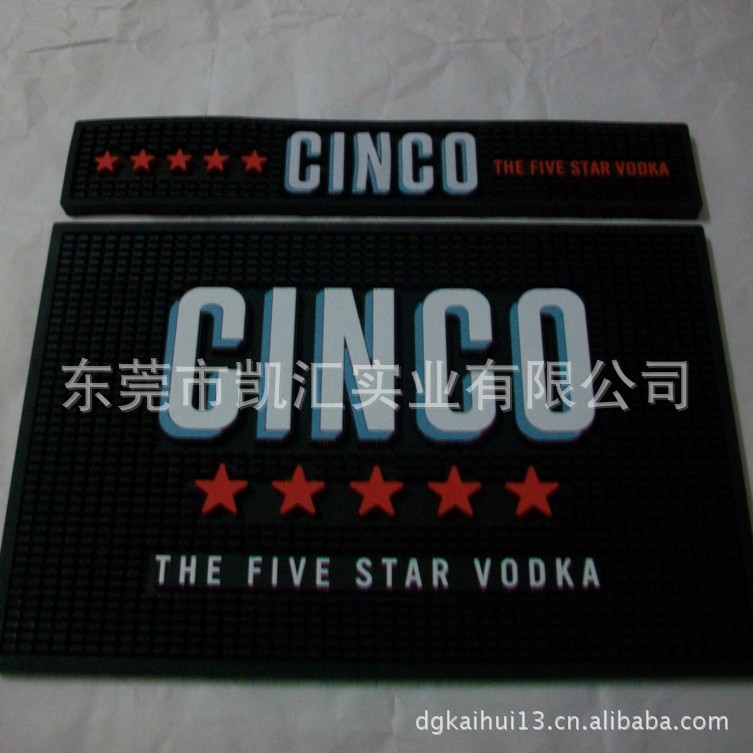 CINCO THE FIVE STAR VODKA
CINCO
东莞市凯汇实业有限公司
THE FIVE STAR VODKA
dgkaihui13.cn.alibaba.com